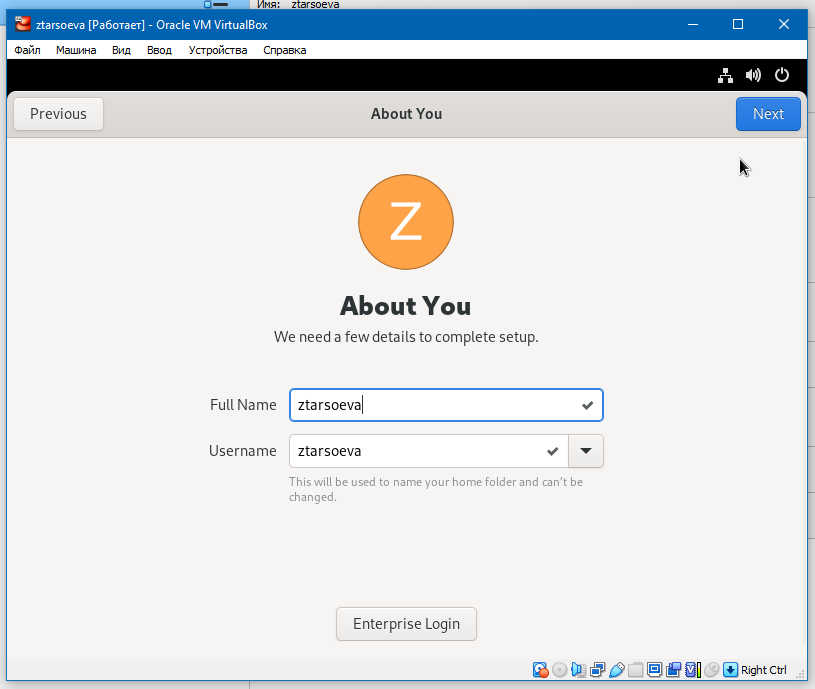 Имя: ztarsoeva
ztarsoeva [Работает] - Oracle VM VirtualBox
Файл Машина Вид Ввод Устройства Справка
Previous About You Next
Z
About You
We need a few details to complete setup.
Full Name ztarsoeva
Username ztarsoeva
This will be used to name your home folder and can't be
changed.
Enterprise Login
Right Ctrl